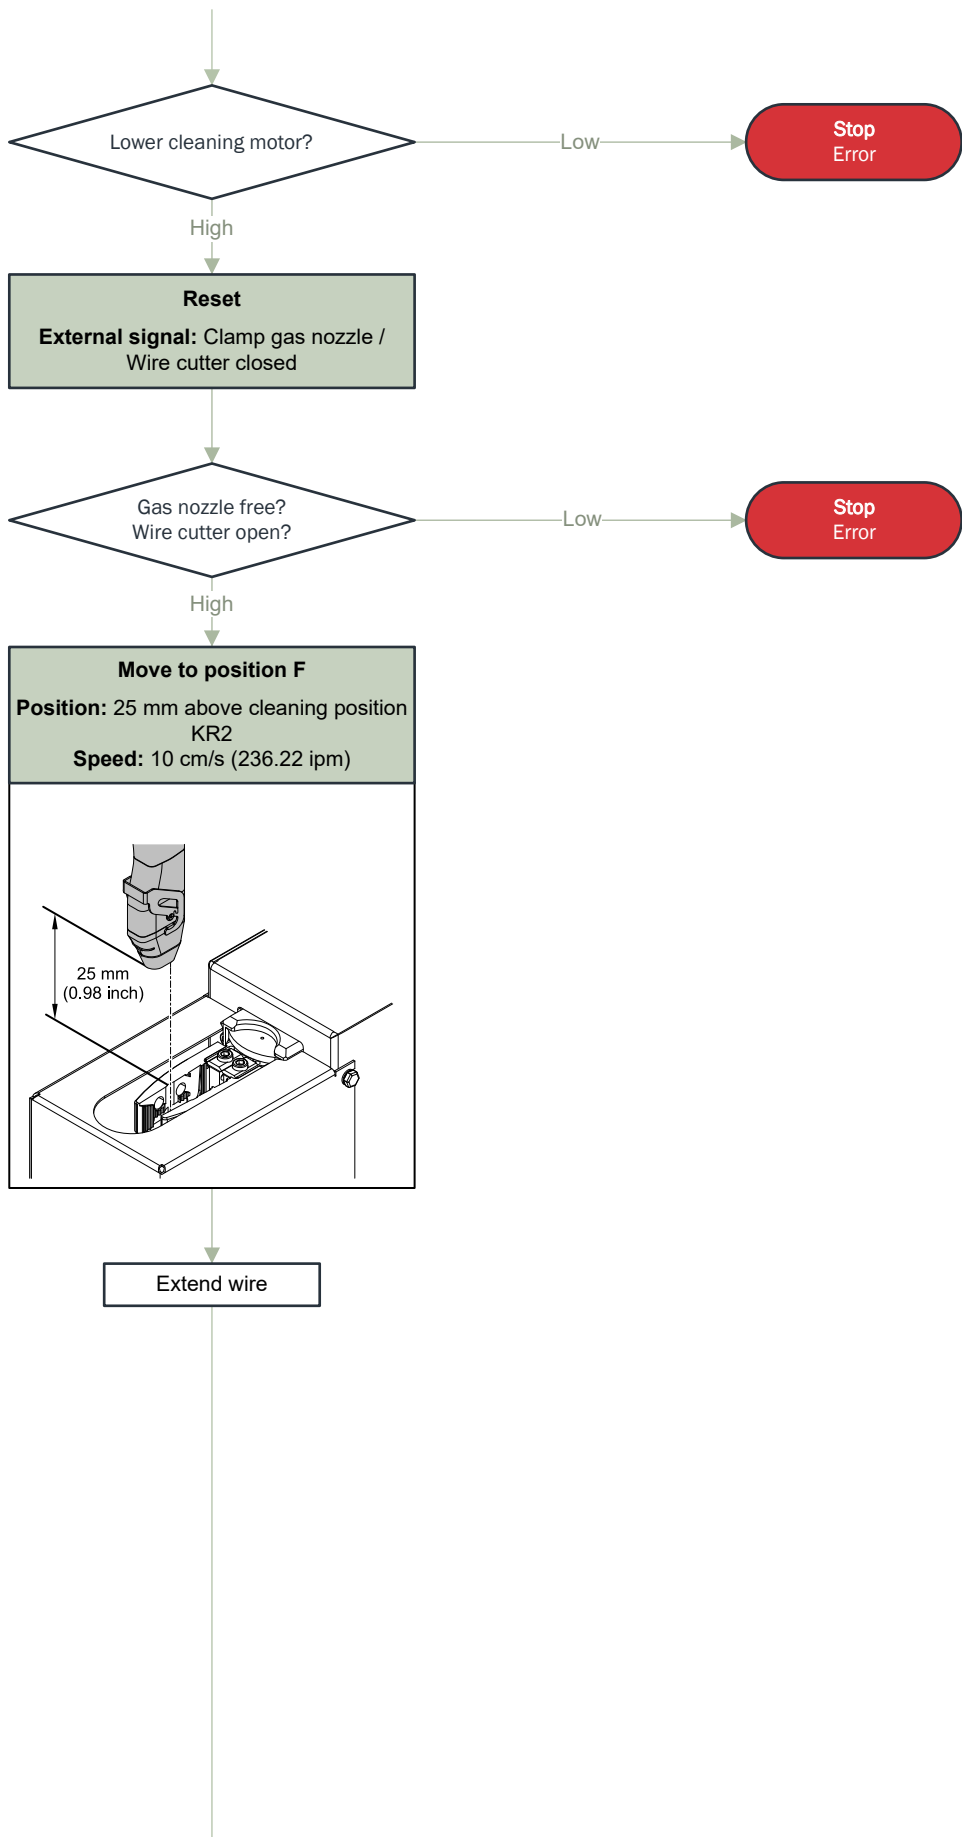 Lower cleaning motor?
Low
Stop
Error
High
Reset
External signal: Clamp gas nozzle /
Wire cutter closed
Gas nozzle free?
Wire cutter open?
Low
Stop
Error
High
Move to position F
Position: 25 mm above cleaning position
KR2
Speed: 10 cm/s (236.22 ipm)
25 mm
(0.98 inch)
Extend wire